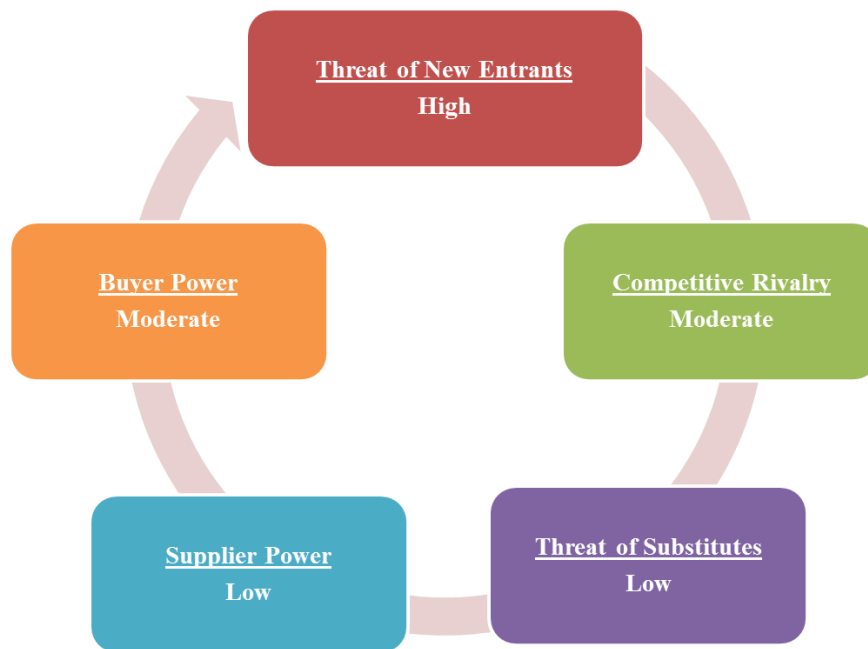 Threat of New Entrants
High
Competitive Rivalry
Moderate
Threat of Substitutes
Low
Supplier Power
Low
Buyer Power
Moderate